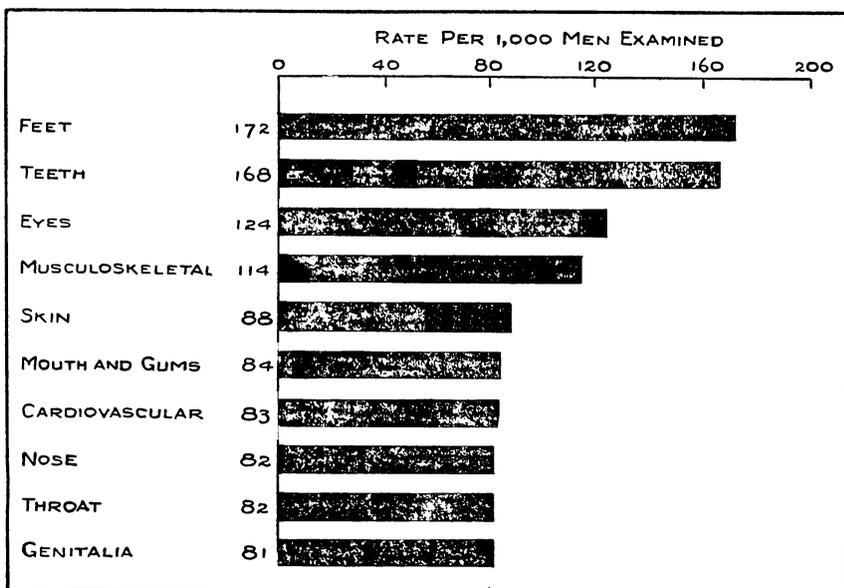 RATE PER 1,000 MEN EXAMINED
0 40 80 120 160 200
FEET 172
TEETH 168
EYES 124
MUSCULOSKELETAL 114
SKIN 88
MOUTH AND GUMS 84
CARDIOVASCULAR 83
NOSE 82
THROAT 82
GENITALIA 81